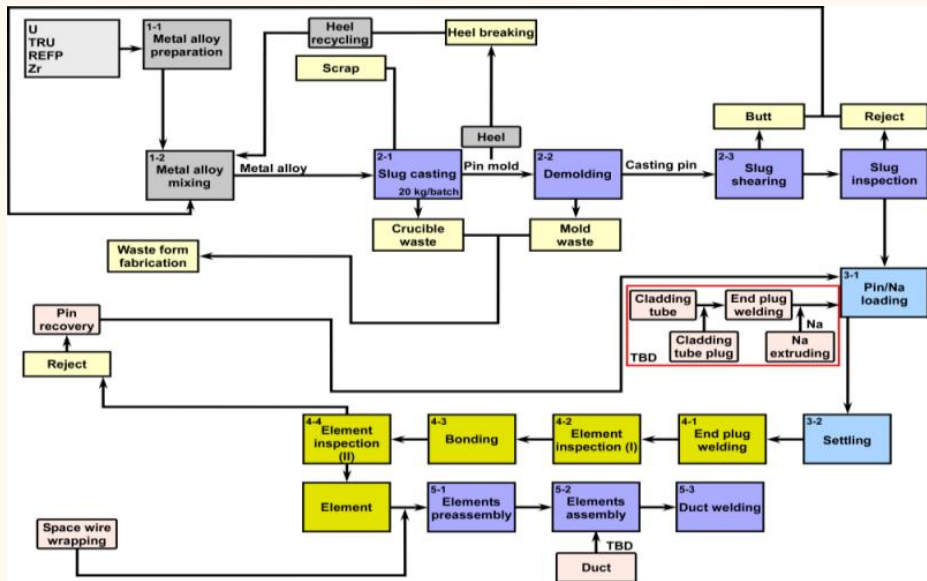 U
TRU
REFP
Zr
1-1
Metal alloy
preparation
Heel
recycling
Heel breaking
Scrap
Heel
Butt
Reject
1-2
Metal alloy
mixing
Metal alloy
2-1
Slug casting
20 kg/batch
Pin mold
2-2
Demolding
Casting pin
2-3
Slug
shearing
Slug
inspection
Crucible
waste
Mold
waste
Waste form
fabrication
3-1
Pin/Na
loading
Cladding
tube
End plug
welding
Na
Cladding
tube plug
Na
extruding
TBD
Pin
recovery
Reject
4-4
Element
inspection
(II)
4-3
Bonding
4-2
Element
inspection (I)
4-1
End plug
welding
3-2
Settling
Element
5-1
Elements
preassembly
5-2
Elements
assembly
5-3
Duct welding
Space wire
wrapping
TBD
Duct